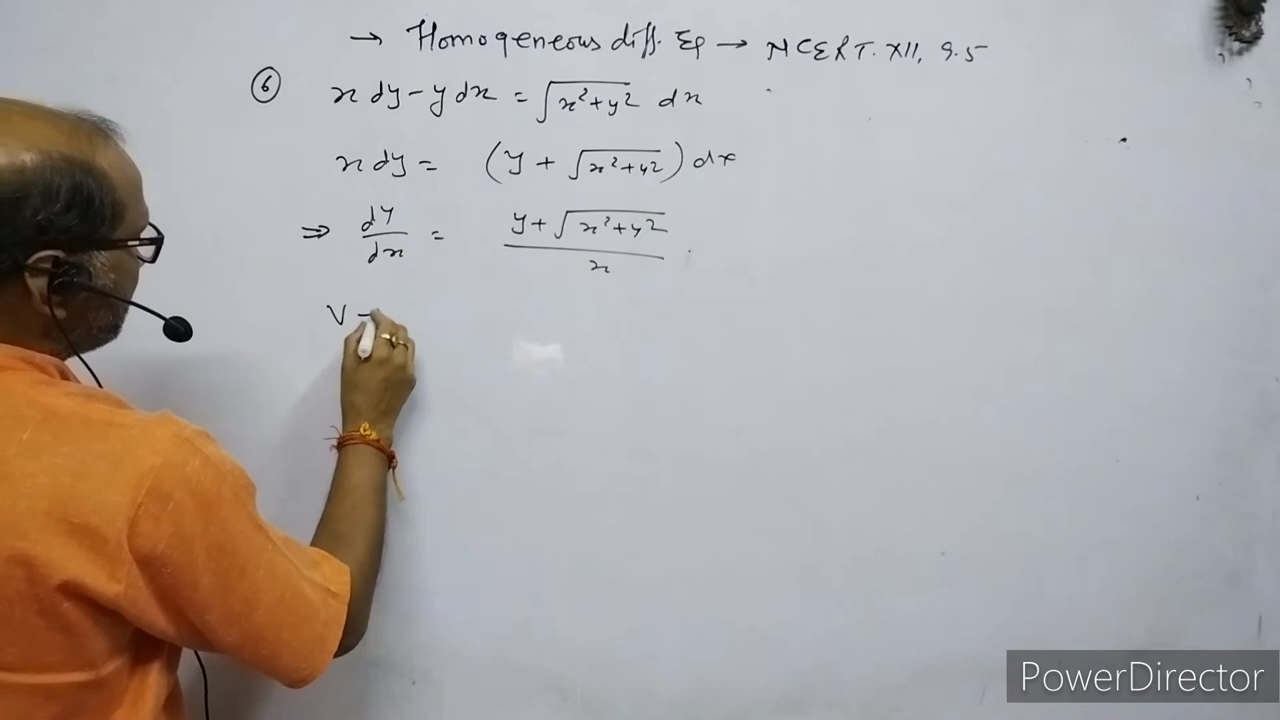 → Homogeneous diff. Eq → NCERT. XII, 9.5
⑥ x dy - y dx = √(x²+y²) dx
x dy = (y + √(x²+y²)) dx
⇒ dy/dx = (y + √(x²+y²))/x
V -
PowerDirector